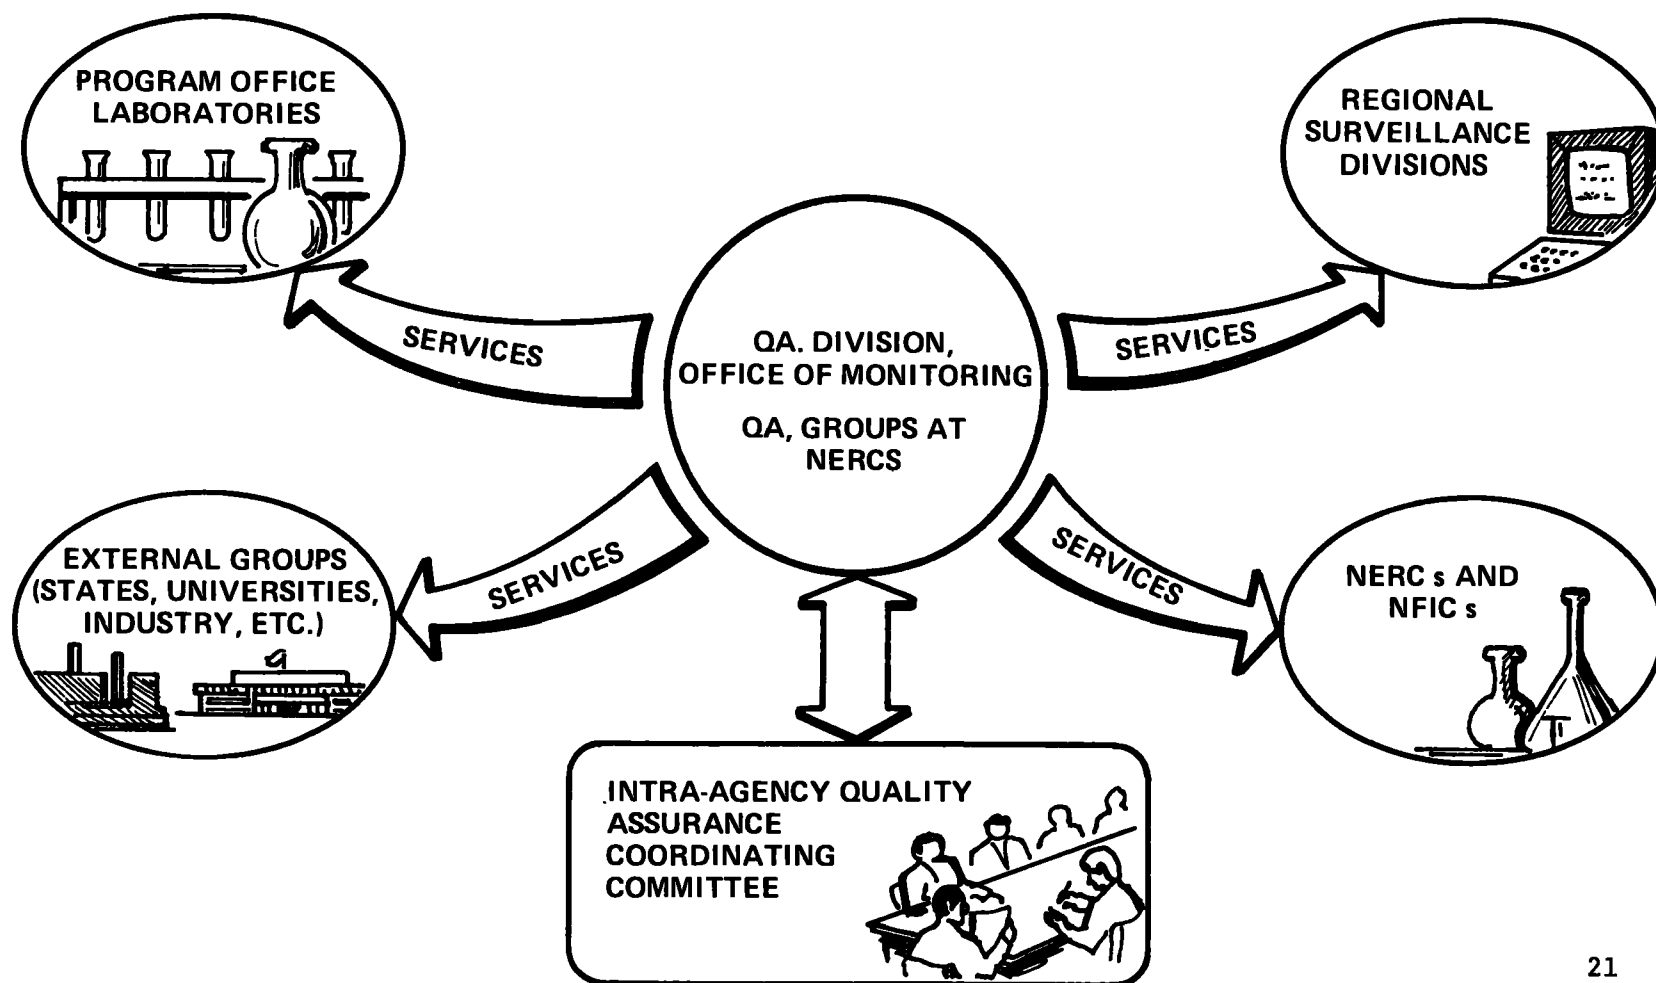 PROGRAM OFFICE
LABORATORIES
REGIONAL
SURVEILLANCE
DIVISIONS
SERVICES
SERVICES
QA. DIVISION,
OFFICE OF MONITORING
QA, GROUPS AT
NERCS
EXTERNAL GROUPS
(STATES, UNIVERSITIES,
INDUSTRY, ETC.)
SERVICES
SERVICES
NERC s AND
NFIC s
INTRA-AGENCY QUALITY
ASSURANCE
COORDINATING
COMMITTEE
21